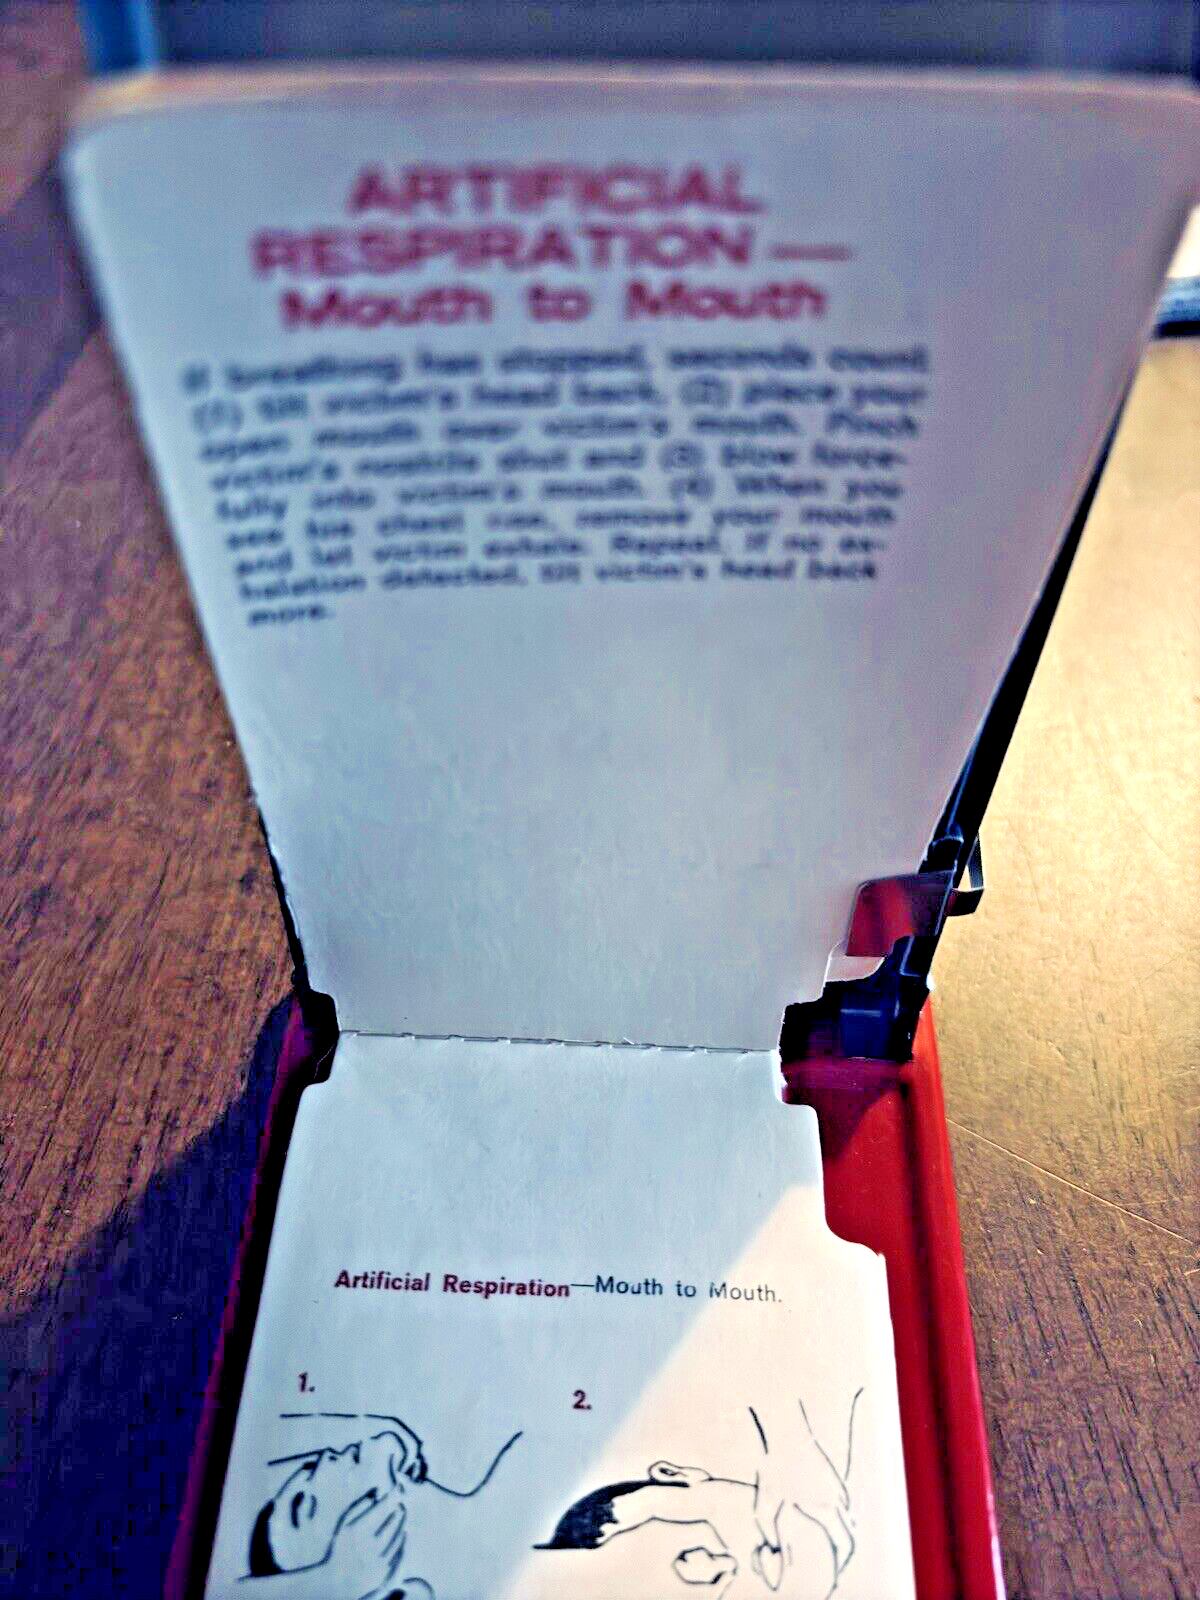 ARTIFICIAL
RESPIRATION—
Mouth to Mouth
If breathing has stopped, seconds count.
(1) tilt victim's head back, (2) place your
open mouth over victim's mouth. Pinch
victim's nostrils shut and (3) blow force-
fully into victim's mouth. (4) When you
see his chest rise, remove your mouth
and let victim exhale. Repeat. If no ex-
halation detected, tilt victim's head back
more.
Artificial Respiration—Mouth to Mouth.
1.
2.